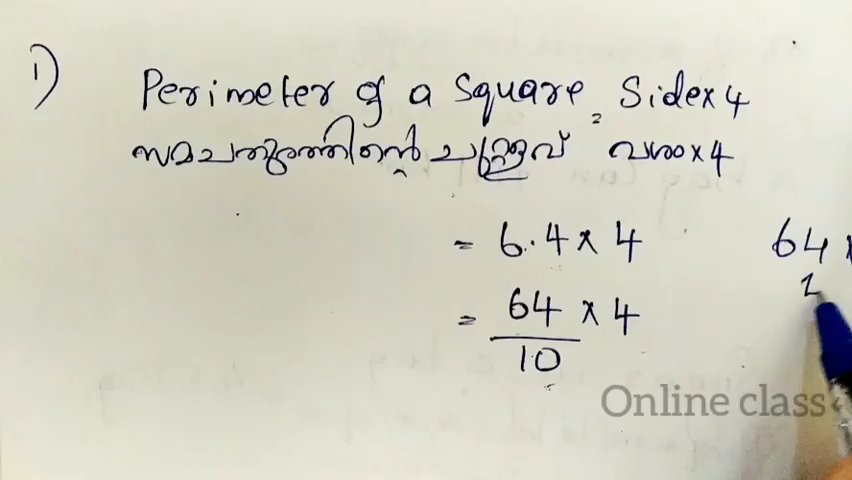 1) Perimeter of a square = Side x 4
സമചതുരത്തിന്റെ ചുറ്റളവ് വശം x 4
= 6.4 x 4 64 x
= 64/10 x 4
Online class